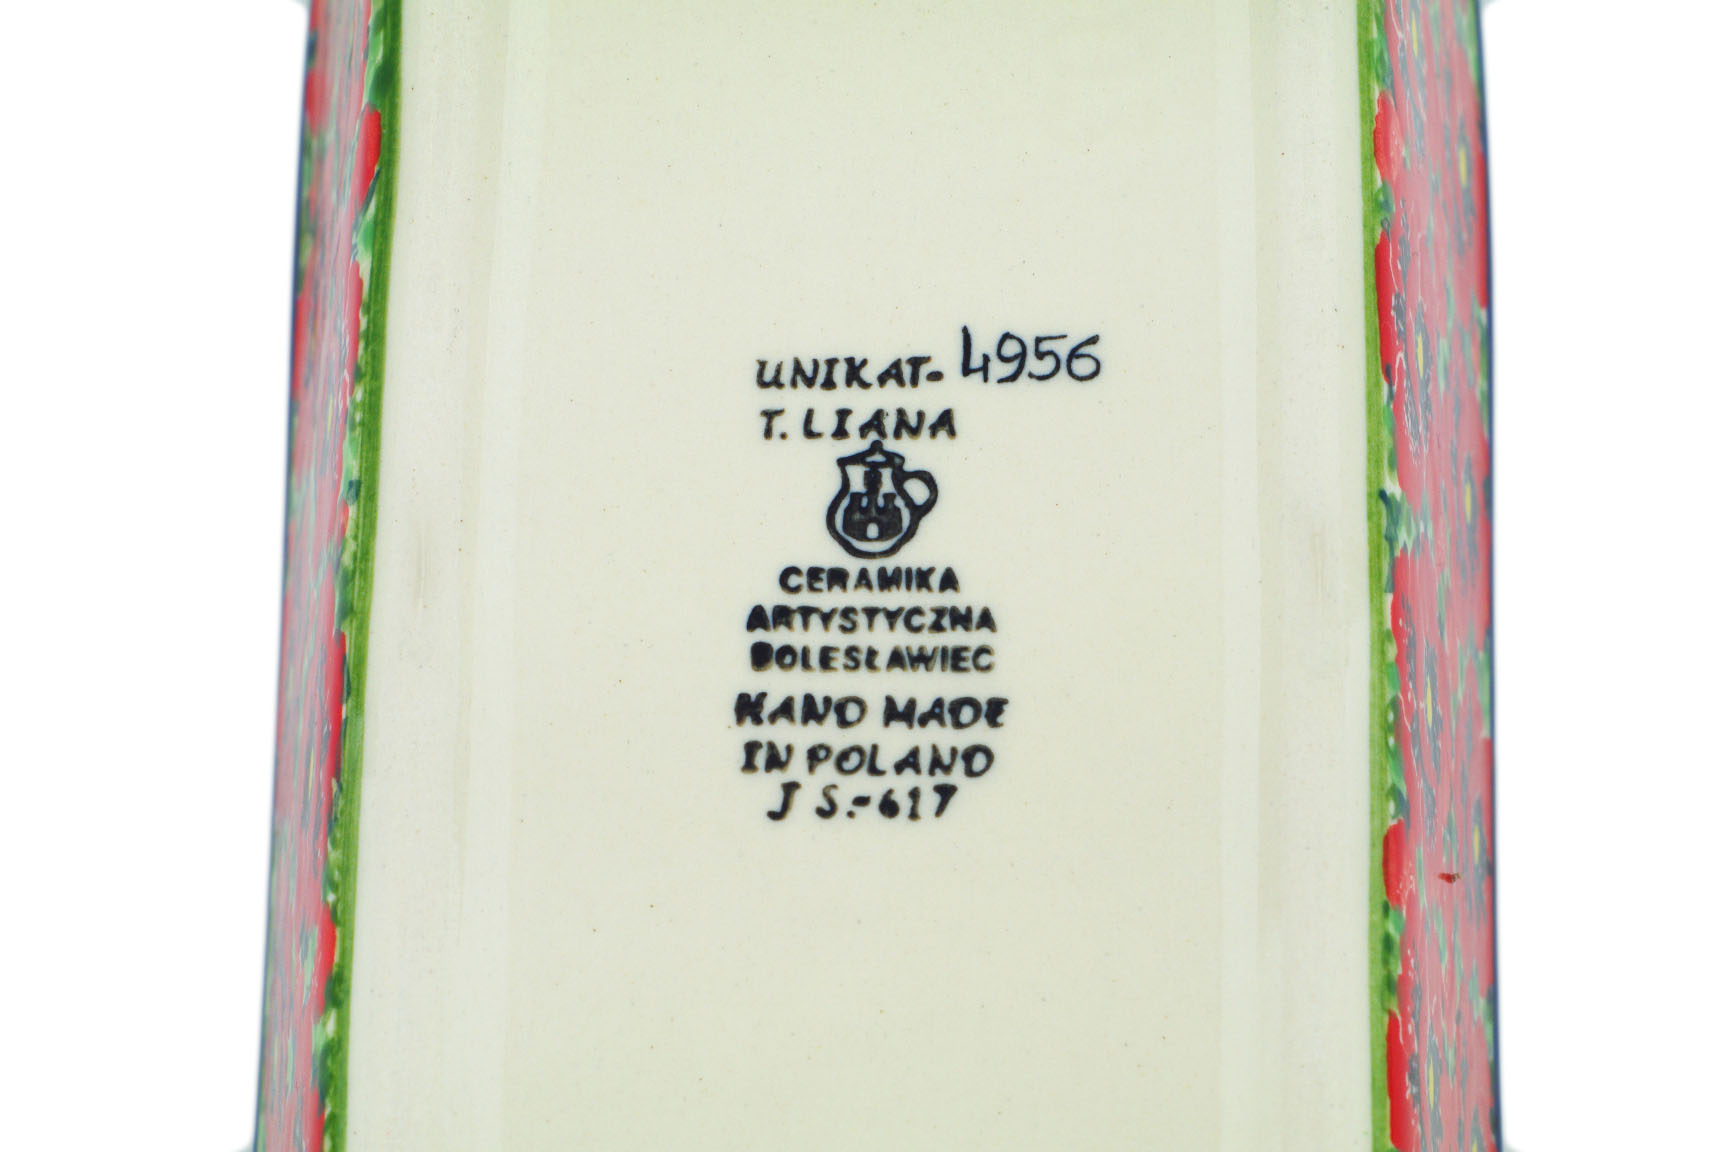 UNIKAT- 4956
T. LIANA
CERAMIKA
ARTYSTYCZNA
BOLESŁAWIEC
HAND MADE
IN POLAND
J S.-617